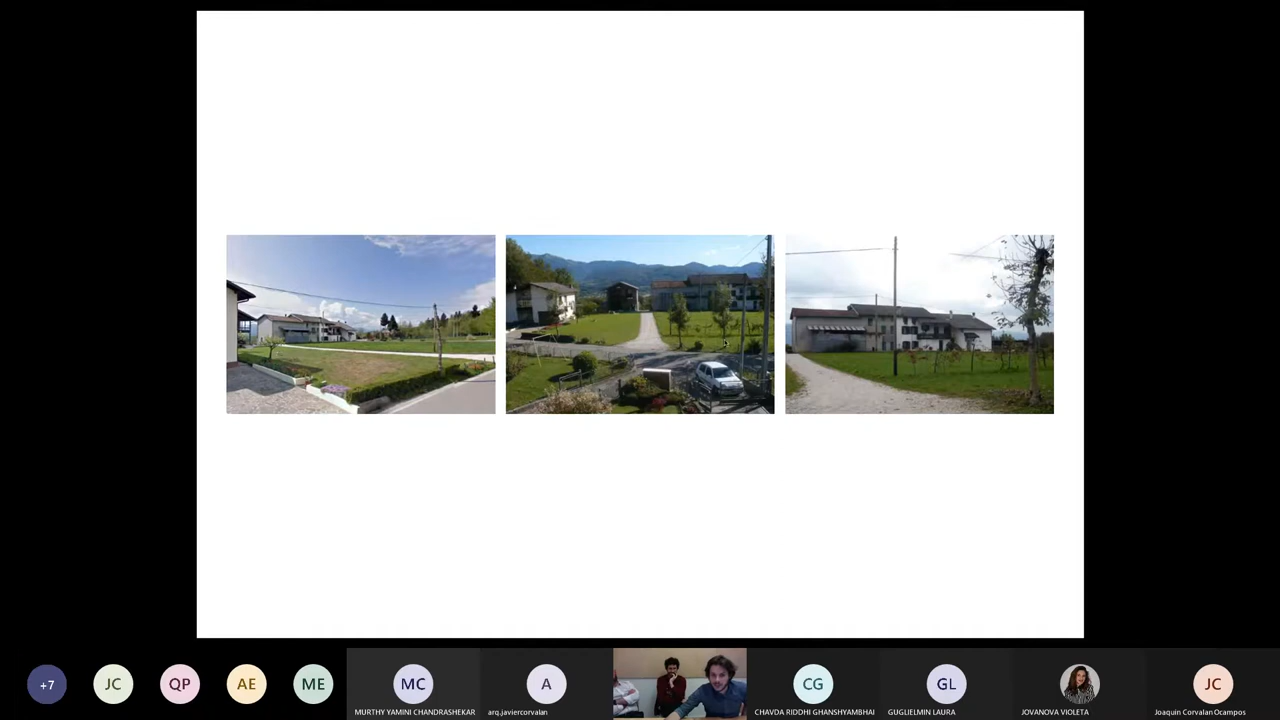 +7
JC
QP
AE
ME
MC
MURTHY YAMINI CHANDRASHEKAR
A
arq.javiercorvalan
CG
CHAVDA RIDDHI GHANSHYAMBHAI
GL
GUGLIELMIN LAURA
JOVANOVA VIOLETA
JC
Joaquin Corvalan Ocampos